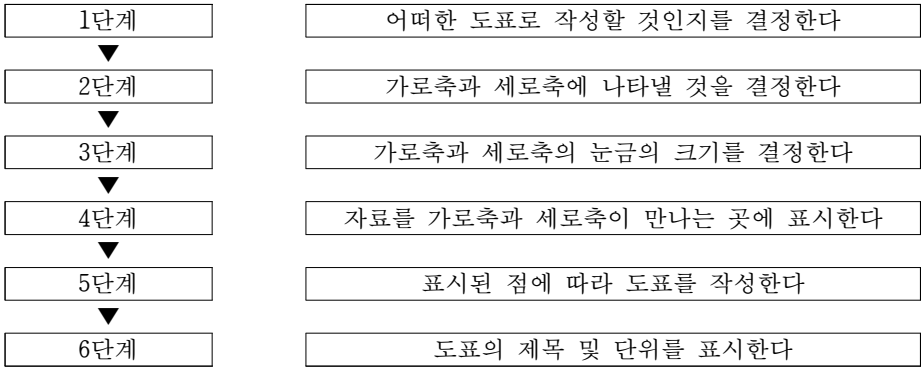 1단계 어떠한 도표로 작성할 것인지를 결정한다
▼
2단계 가로축과 세로축에 나타낼 것을 결정한다
▼
3단계 가로축과 세로축의 눈금의 크기를 결정한다
▼
4단계 자료를 가로축과 세로축이 만나는 곳에 표시한다
▼
5단계 표시된 점에 따라 도표를 작성한다
▼
6단계 도표의 제목 및 단위를 표시한다